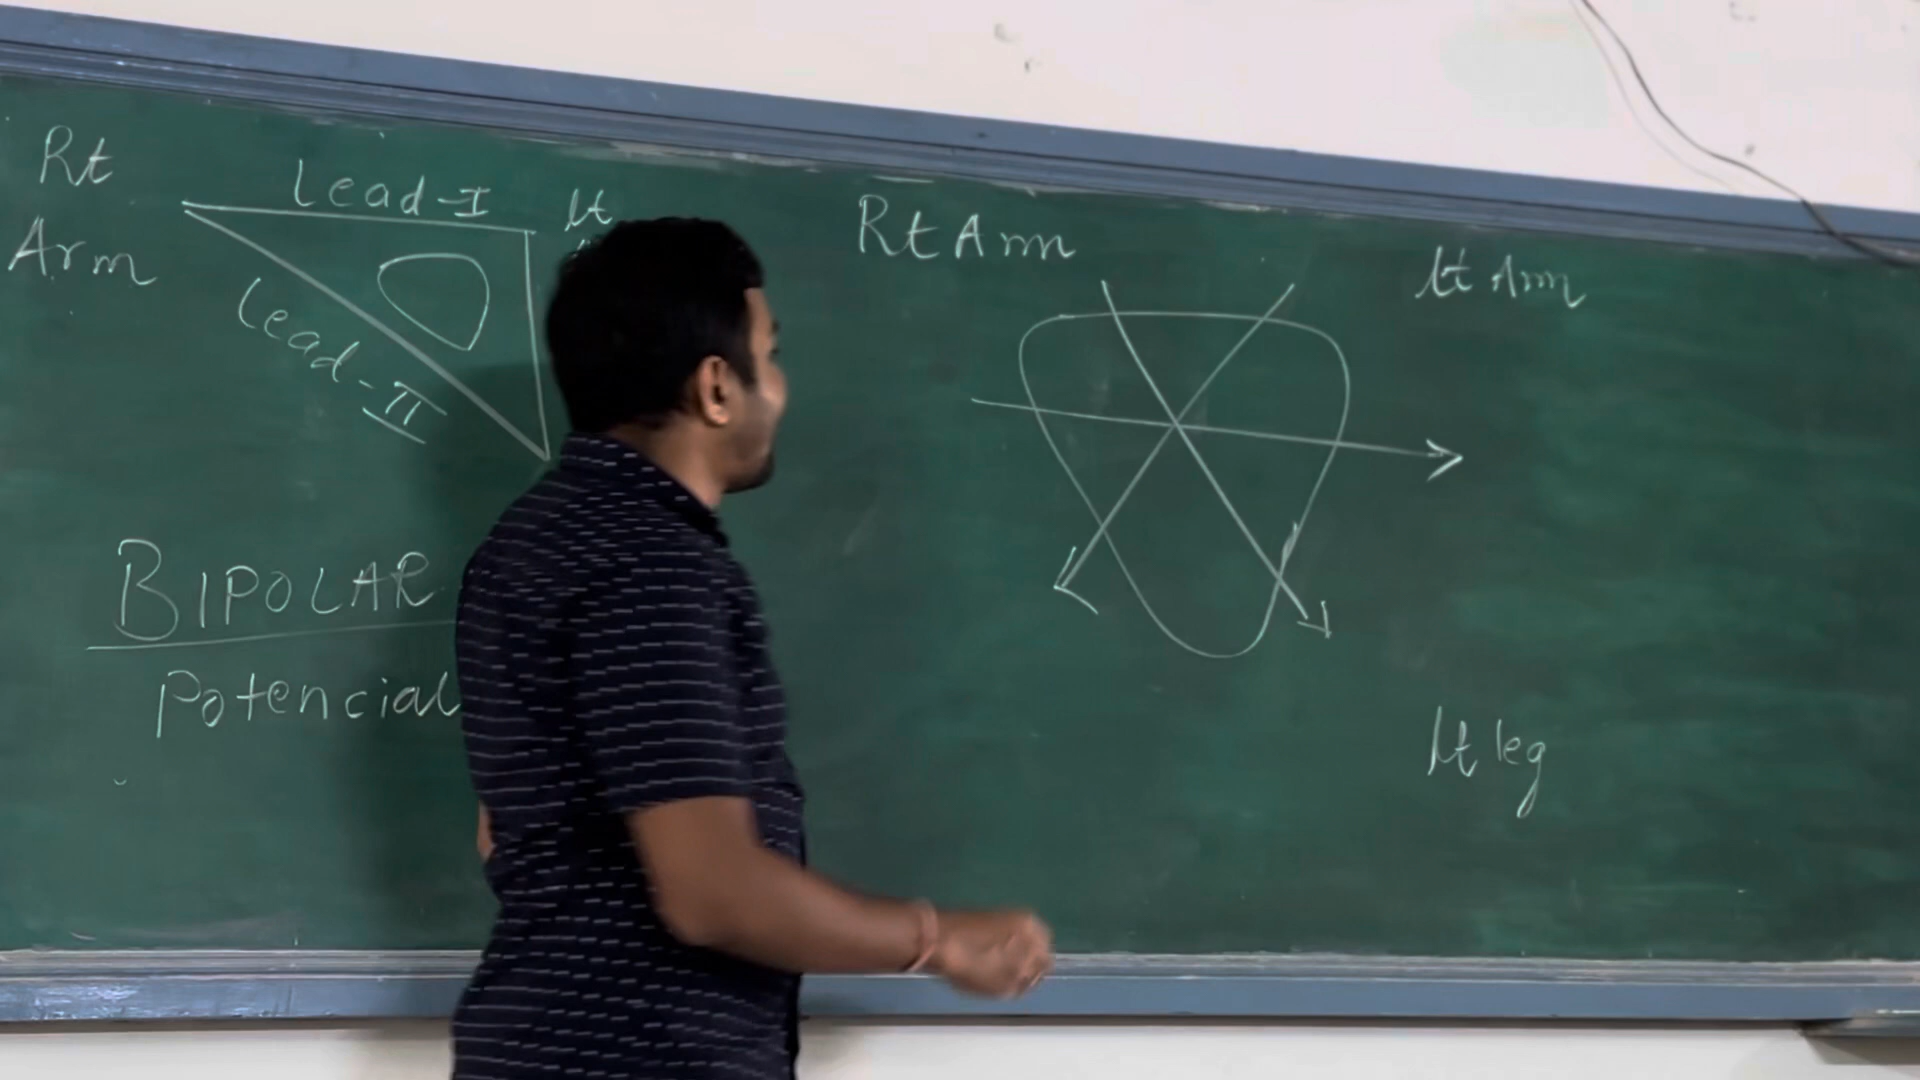 Rt
Arm
Lead-I
lt
Lead-II
BIPOLAR
Potencial
Rt Arm
lt Arm
lt leg